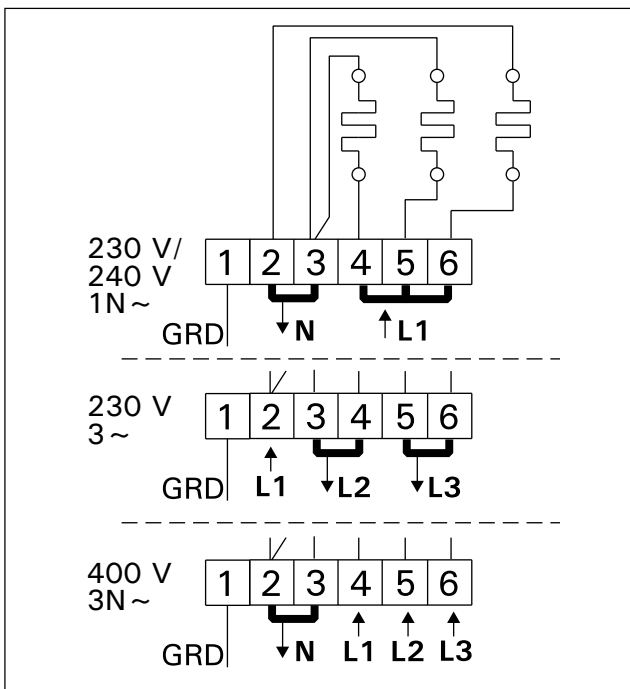 230 V/
240 V
1N~
1 2 3 4 5 6
GRD N L1
230 V
3~
1 2 3 4 5 6
GRD L1 L2 L3
400 V
3N~
1 2 3 4 5 6
GRD N L1 L2 L3